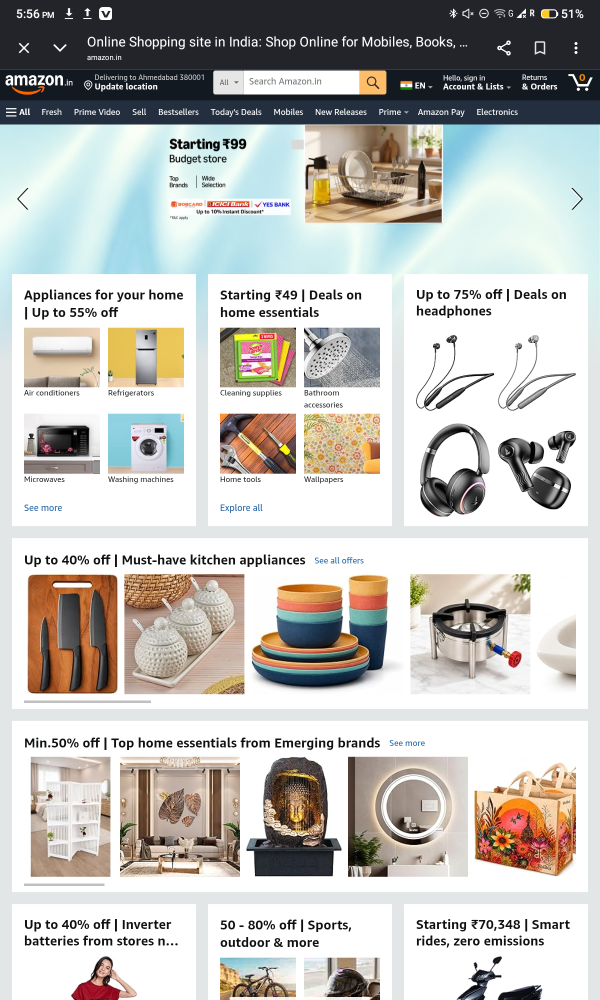 5:56 PM
G
R
51%
Online Shopping site in India: Shop Online for Mobiles, Books, ...
amazon.in
amazon.in
Delivering to Ahmedabad 380001
Update location
All
Search Amazon.in
EN
Hello, sign in
Account & Lists
Returns
& Orders
0
All
Fresh
Prime Video
Sell
Bestsellers
Today's Deals
Mobiles
New Releases
Prime
Amazon Pay
Electronics
Starting ₹99
Budget store
Top
Brands
Wide
Selection
BOBCARD
ICICI Bank
YES BANK
Up to 10% Instant Discount*
*T&C apply
Appliances for your home
| Up to 55% off
Air conditioners
Refrigerators
Microwaves
Washing machines
See more
Starting ₹49 | Deals on
home essentials
3 WIPES
Scotch
Brite
Sponge Wipe
Cleaning supplies
Bathroom
accessories
Home tools
Wallpapers
Explore all
Up to 75% off | Deals on
headphones
Up to 40% off | Must-have kitchen appliances
See all offers
Min.50% off | Top home essentials from Emerging brands
See more
ShiBui
ShiBui
Up to 40% off | Inverter
batteries from stores n...
50 - 80% off | Sports,
outdoor & more
Starting ₹70,348 | Smart
rides, zero emissions